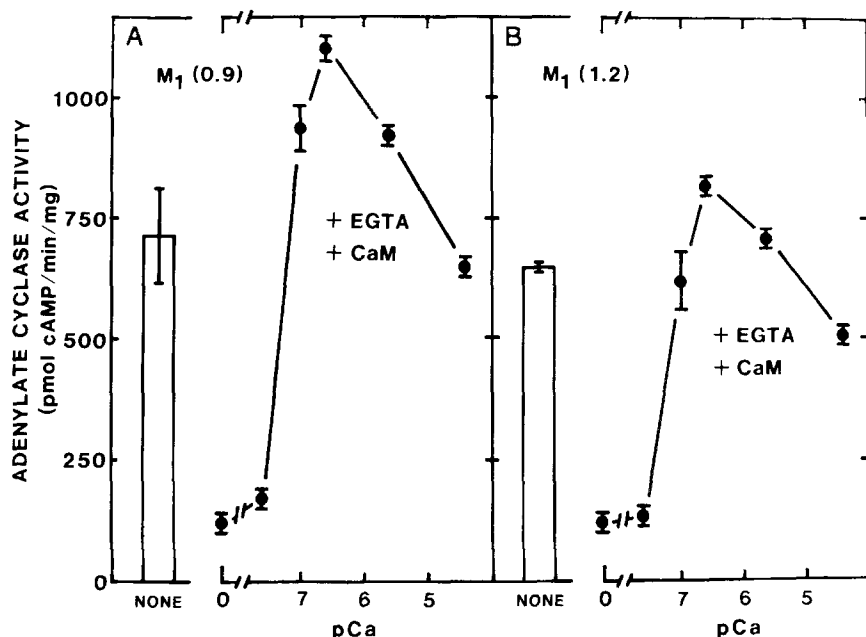 ADENYLATE CYCLASE ACTIVITY
(pmol cAMP/min/mg)
A
M1 (0.9)
1000
750
500
250
0
+ EGTA
+ CaM
NONE
0 7 6 5
pCa
B
M1 (1.2)
+ EGTA
+ CaM
NONE
0 7 6 5
pCa